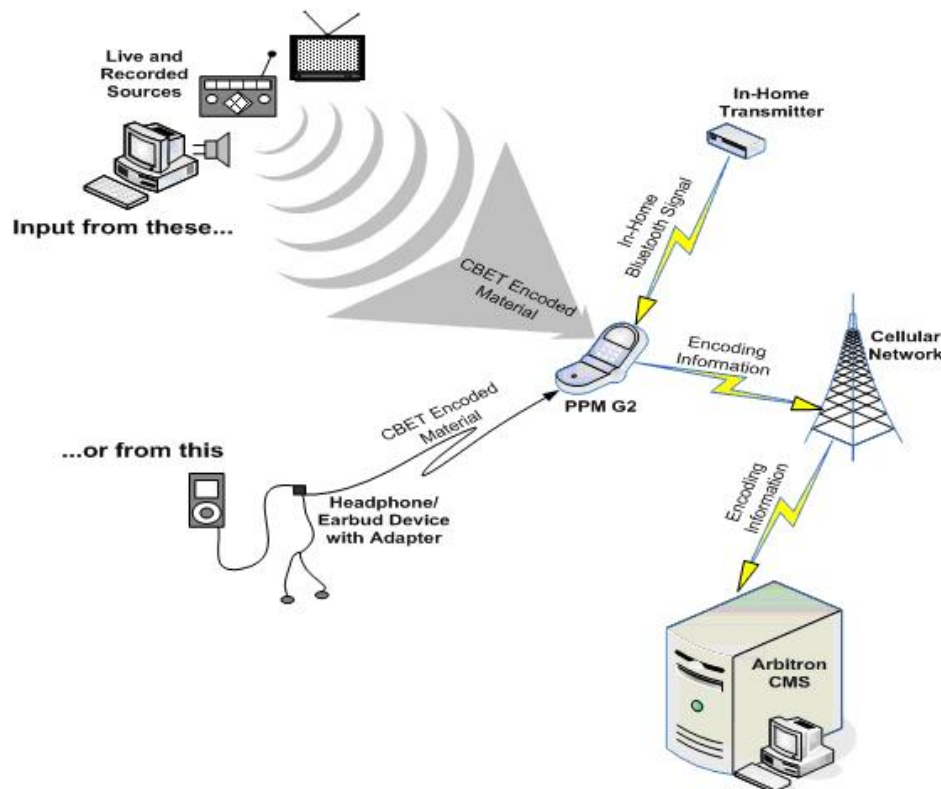 Live and
Recorded
Sources
Input from these...
In-Home
Transmitter
In-Home
Bluetooth Signal
CBET Encoded
Material
Encoding
Information
Cellular
Network
PPM G2
CBET Encoded
Material
...or from this
Headphone/
Earbud Device
with Adapter
Encoding
Information
Arbitron
CMS